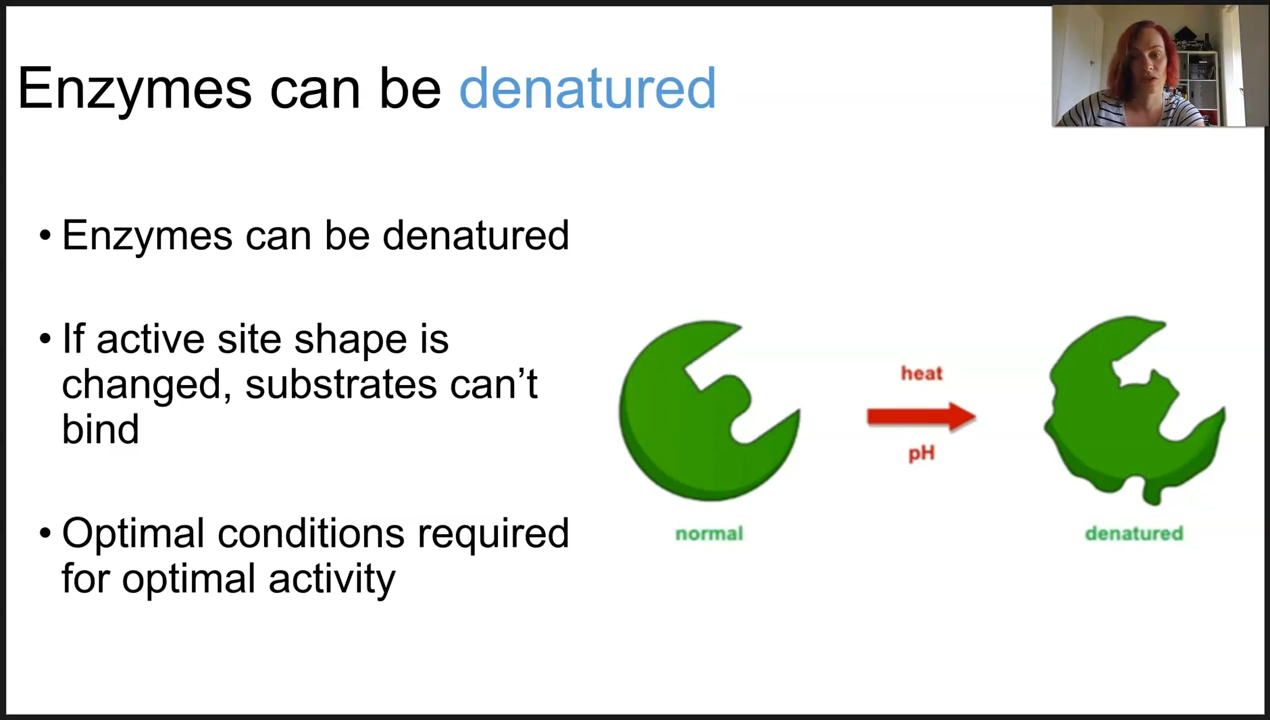 Enzymes can be denatured
• Enzymes can be denatured
• If active site shape is
changed, substrates can’t
bind
• Optimal conditions required
for optimal activity
heat
pH
normal
denatured